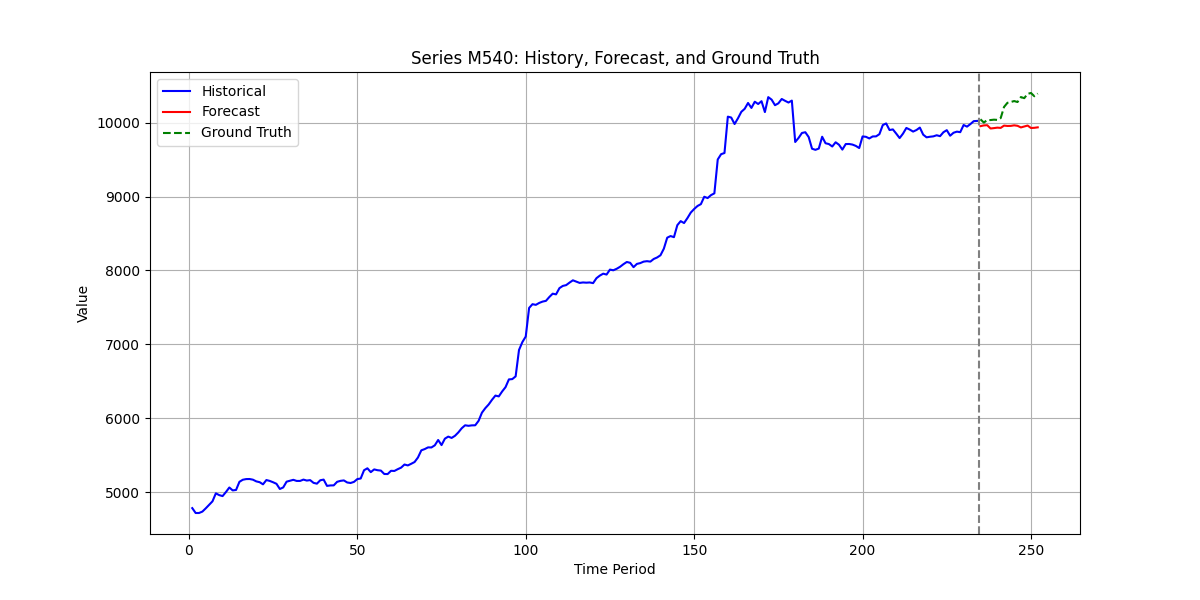 Series M540: History, Forecast, and Ground Truth
Historical
Forecast
Ground Truth
10000
9000
8000
7000
6000
5000
Value
0 50 100 150 200 250
Time Period